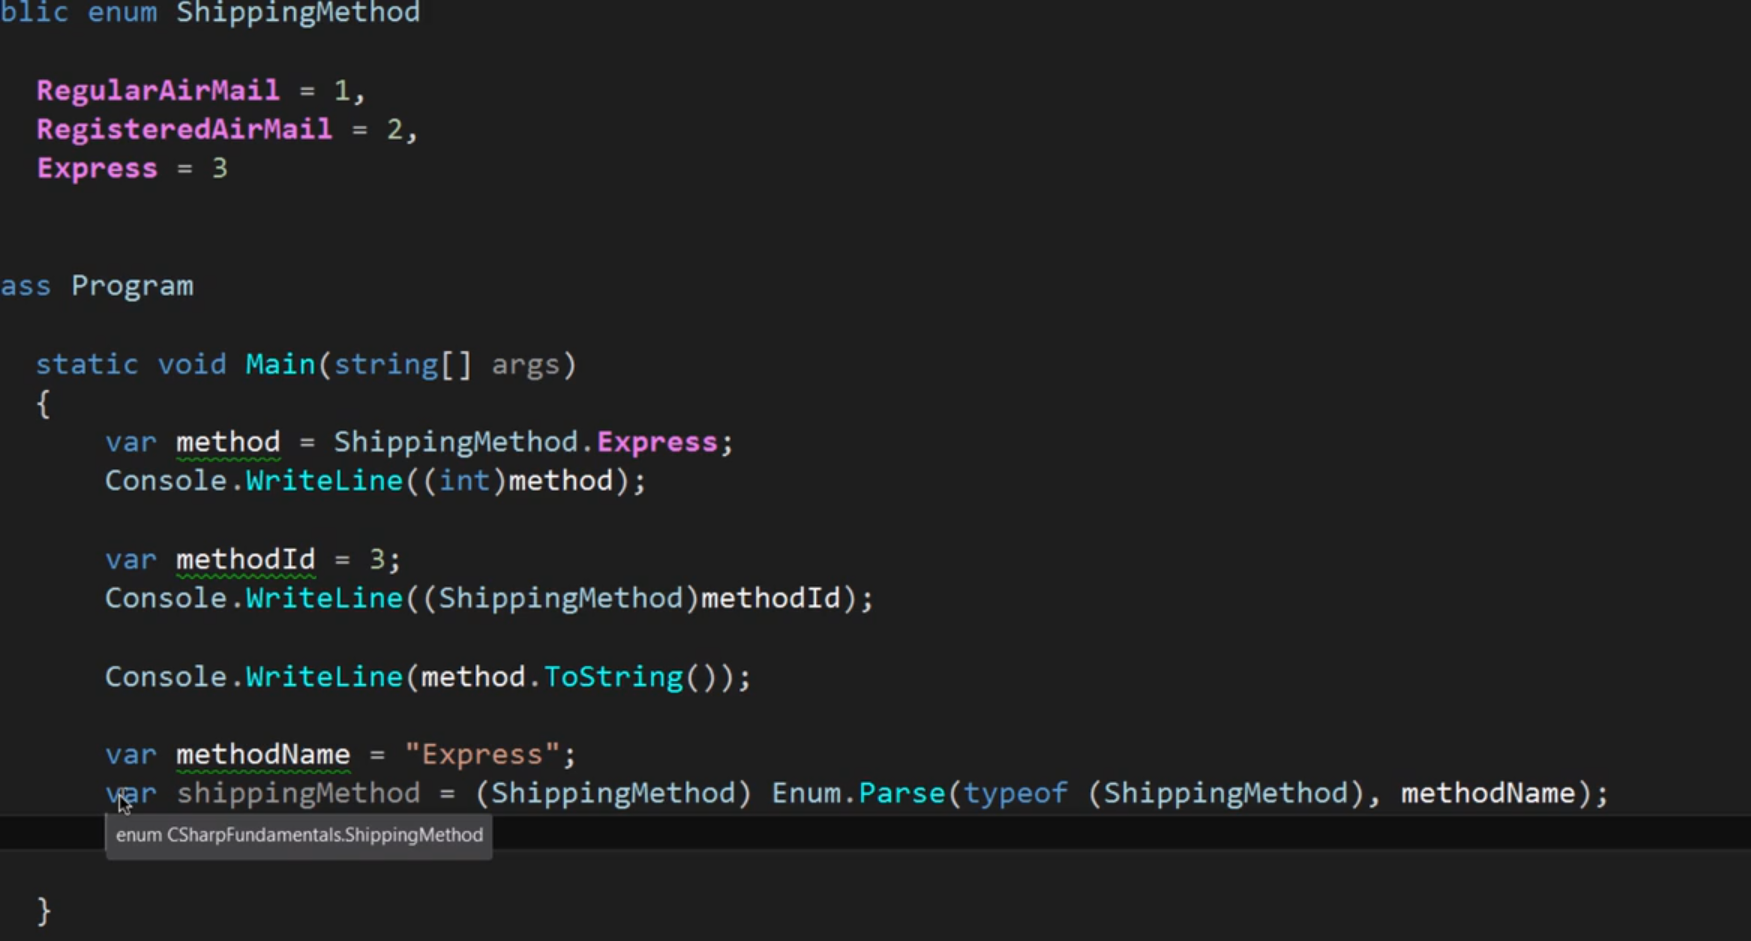 blic enum ShippingMethod
RegularAirMail = 1,
RegisteredAirMail = 2,
Express = 3
ass Program
static void Main(string[] args)
{
var method = ShippingMethod.Express;
Console.WriteLine((int)method);
var methodId = 3;
Console.WriteLine((ShippingMethod)methodId);
Console.WriteLine(method.ToString());
var methodName = "Express";
var shippingMethod = (ShippingMethod) Enum.Parse(typeof (ShippingMethod), methodName);
enum CSharpFundamentals.ShippingMethod
}